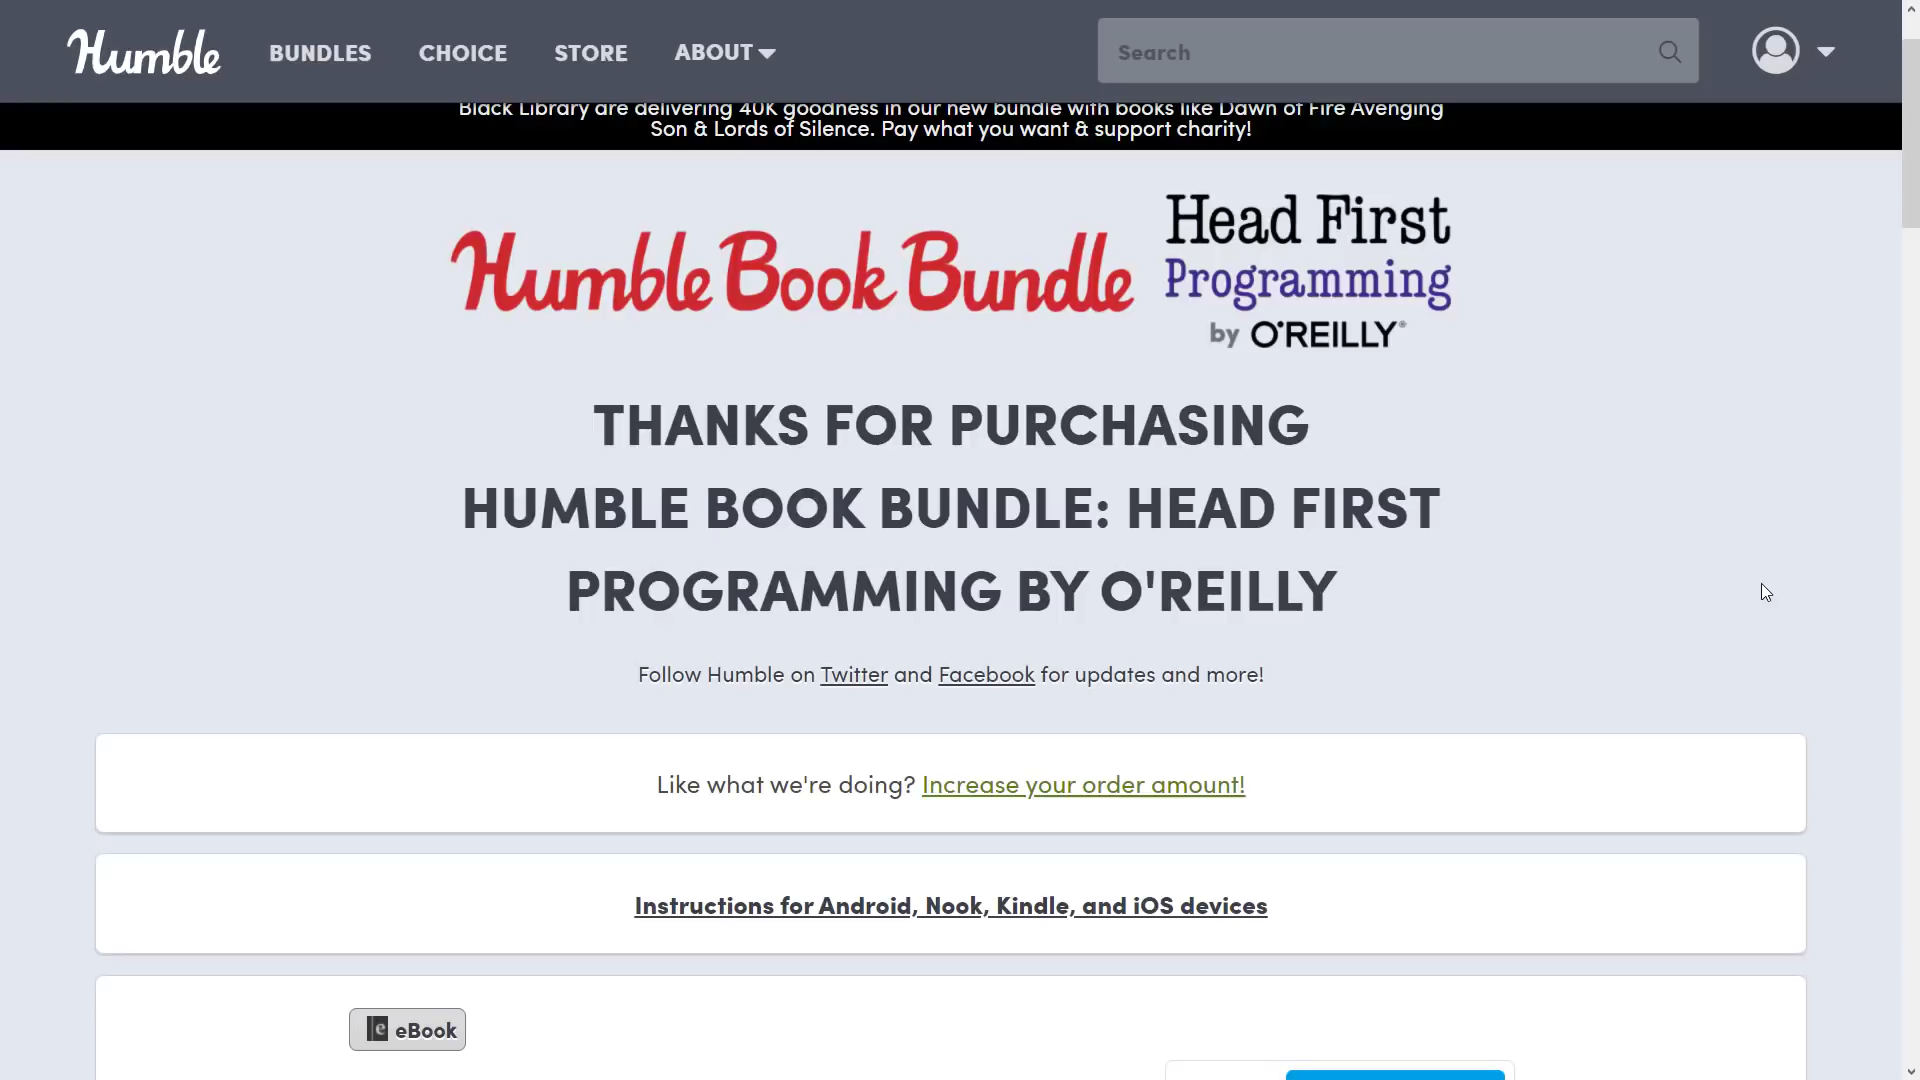 Humble BUNDLES CHOICE STORE ABOUT Search
Black Library are delivering 40K goodness in our new bundle with books like Dawn of Fire Avenging
Son & Lords of Silence. Pay what you want & support charity!
Humble Book Bundle
Head First
Programming
by O'REILLY®
THANKS FOR PURCHASING
HUMBLE BOOK BUNDLE: HEAD FIRST
PROGRAMMING BY O'REILLY
Follow Humble on Twitter and Facebook for updates and more!
Like what we're doing? Increase your order amount!
Instructions for Android, Nook, Kindle, and iOS devices
e eBook